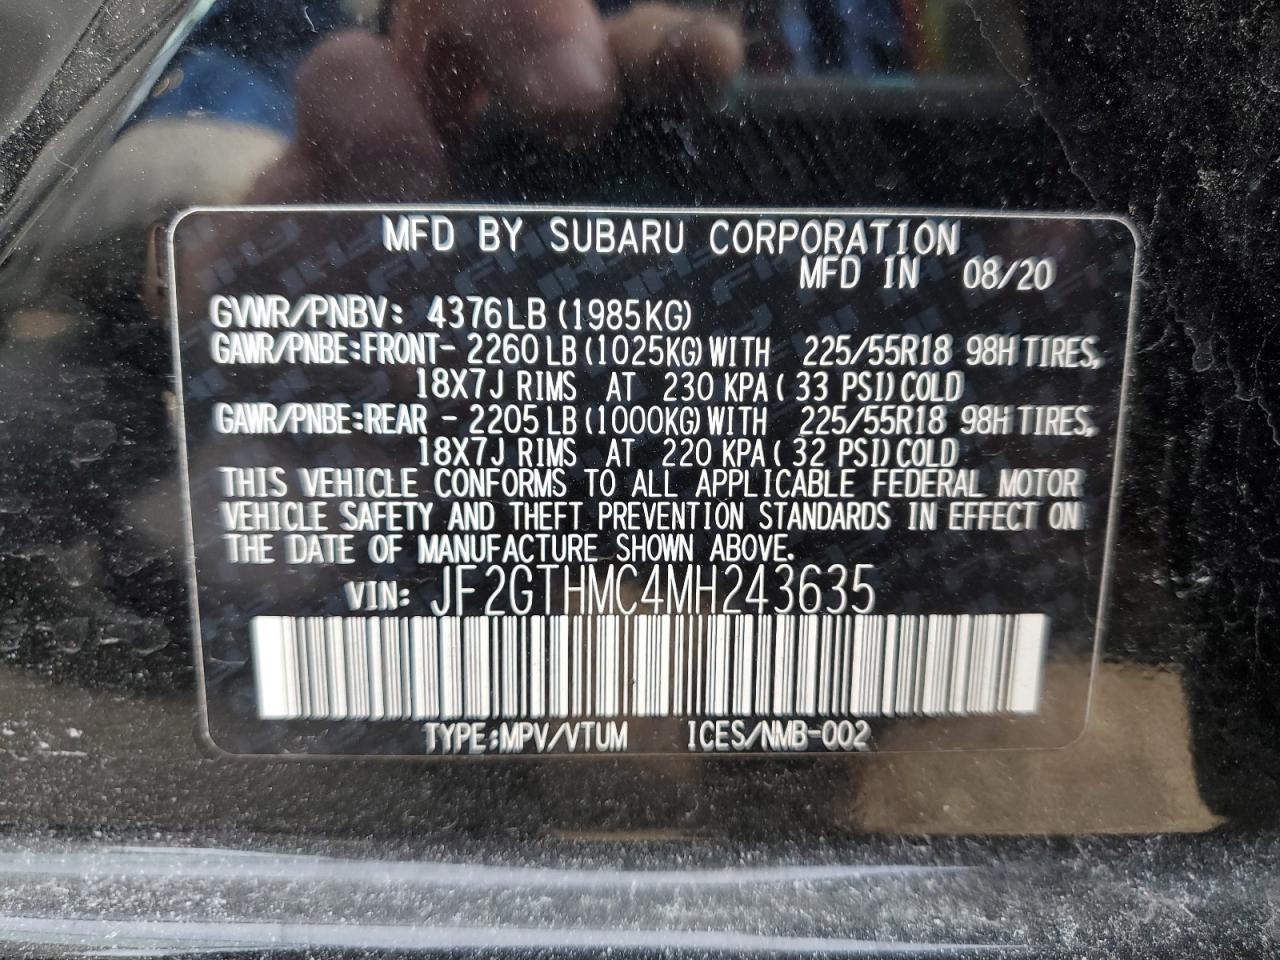 MFD BY SUBARU CORPORATION
MFD IN 08/20
GVWR/PNBV: 4376LB (1985KG)
GAWR/PNBE:FRONT- 2260 LB (1025KG) WITH 225/55R18 98H TIRES,
18X7J RIMS AT 230 KPA ( 33 PSI) COLD
GAWR/PNBE:REAR - 2205 LB (1000KG) WITH 225/55R18 98H TIRES,
18X7J RIMS AT 220 KPA ( 32 PSI) COLD
THIS VEHICLE CONFORMS TO ALL APPLICABLE FEDERAL MOTOR
VEHICLE SAFETY AND THEFT PREVENTION STANDARDS IN EFFECT ON
THE DATE OF MANUFACTURE SHOWN ABOVE.
VIN: JF2GTHMC4MH243635
TYPE:MPV/VTUM ICES/NMB-002